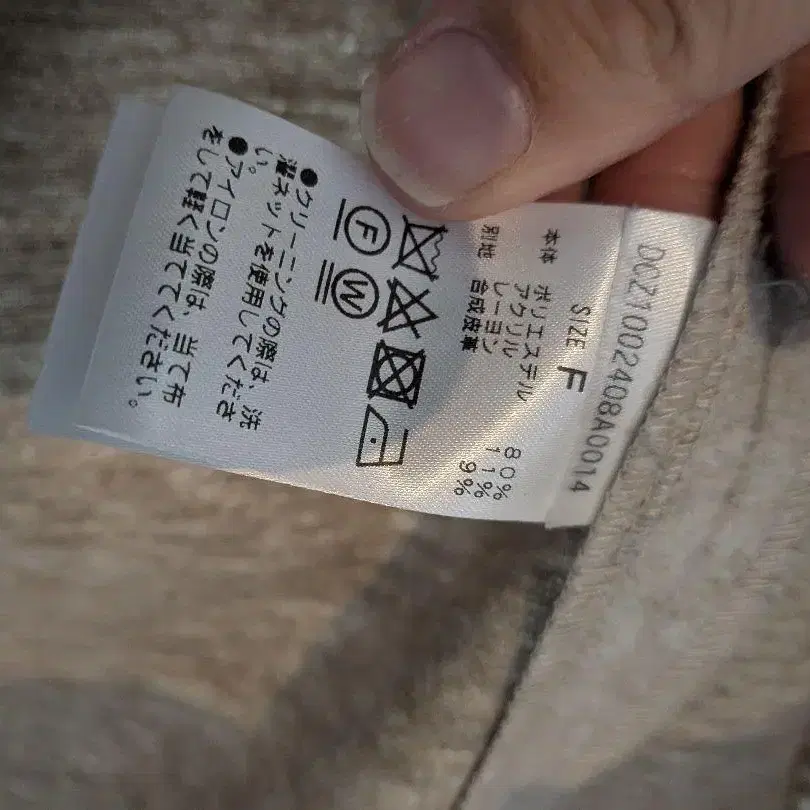 DCZ1002408A0014
SIZE F
本体 ポリエステル 80%
アクリル 11%
レーヨン 9%
別地 合成皮革
F W
●クリーニングの際は、洗
濯ネットを使用してくださ
い。
●アイロンの際は、当て布
をして軽く当ててください。